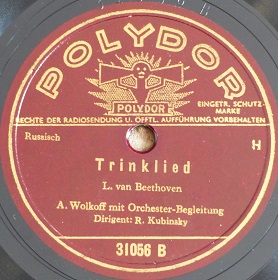 POLYDOR
POLYDOR
EINGETR. SCHUTZ-
MARKE
RECHTE DER RADIOSENDUNG U. ÖFFTL. AUFFÜHRUNG VORBEHALTEN
Russisch
H
Trinklied
L. van Beethoven
A. Wolkoff mit Orchester-Begleitung
Dirigent: R. Kubinsky
31056 B